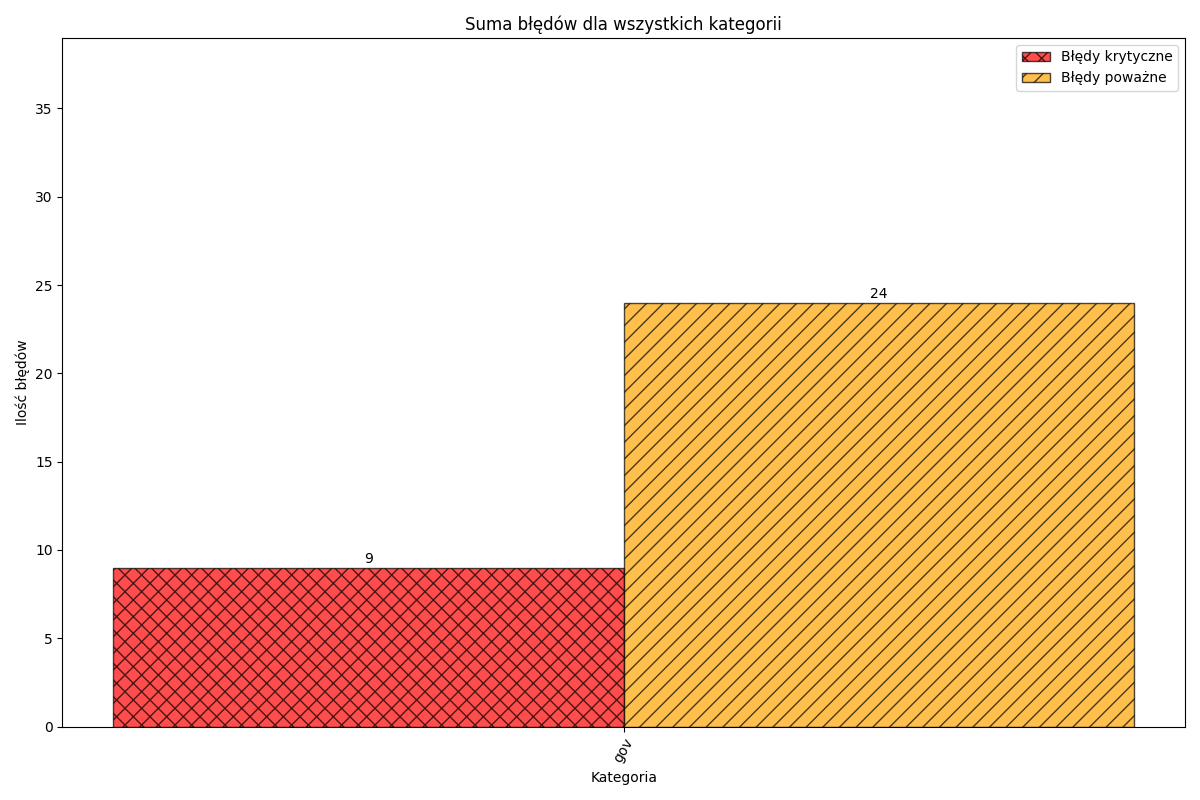 Suma błędów dla wszystkich kategorii
Błędy krytyczne
Błędy poważne
Ilość błędów
35
30
25
20
15
10
5
0
9
24
gov
Kategoria